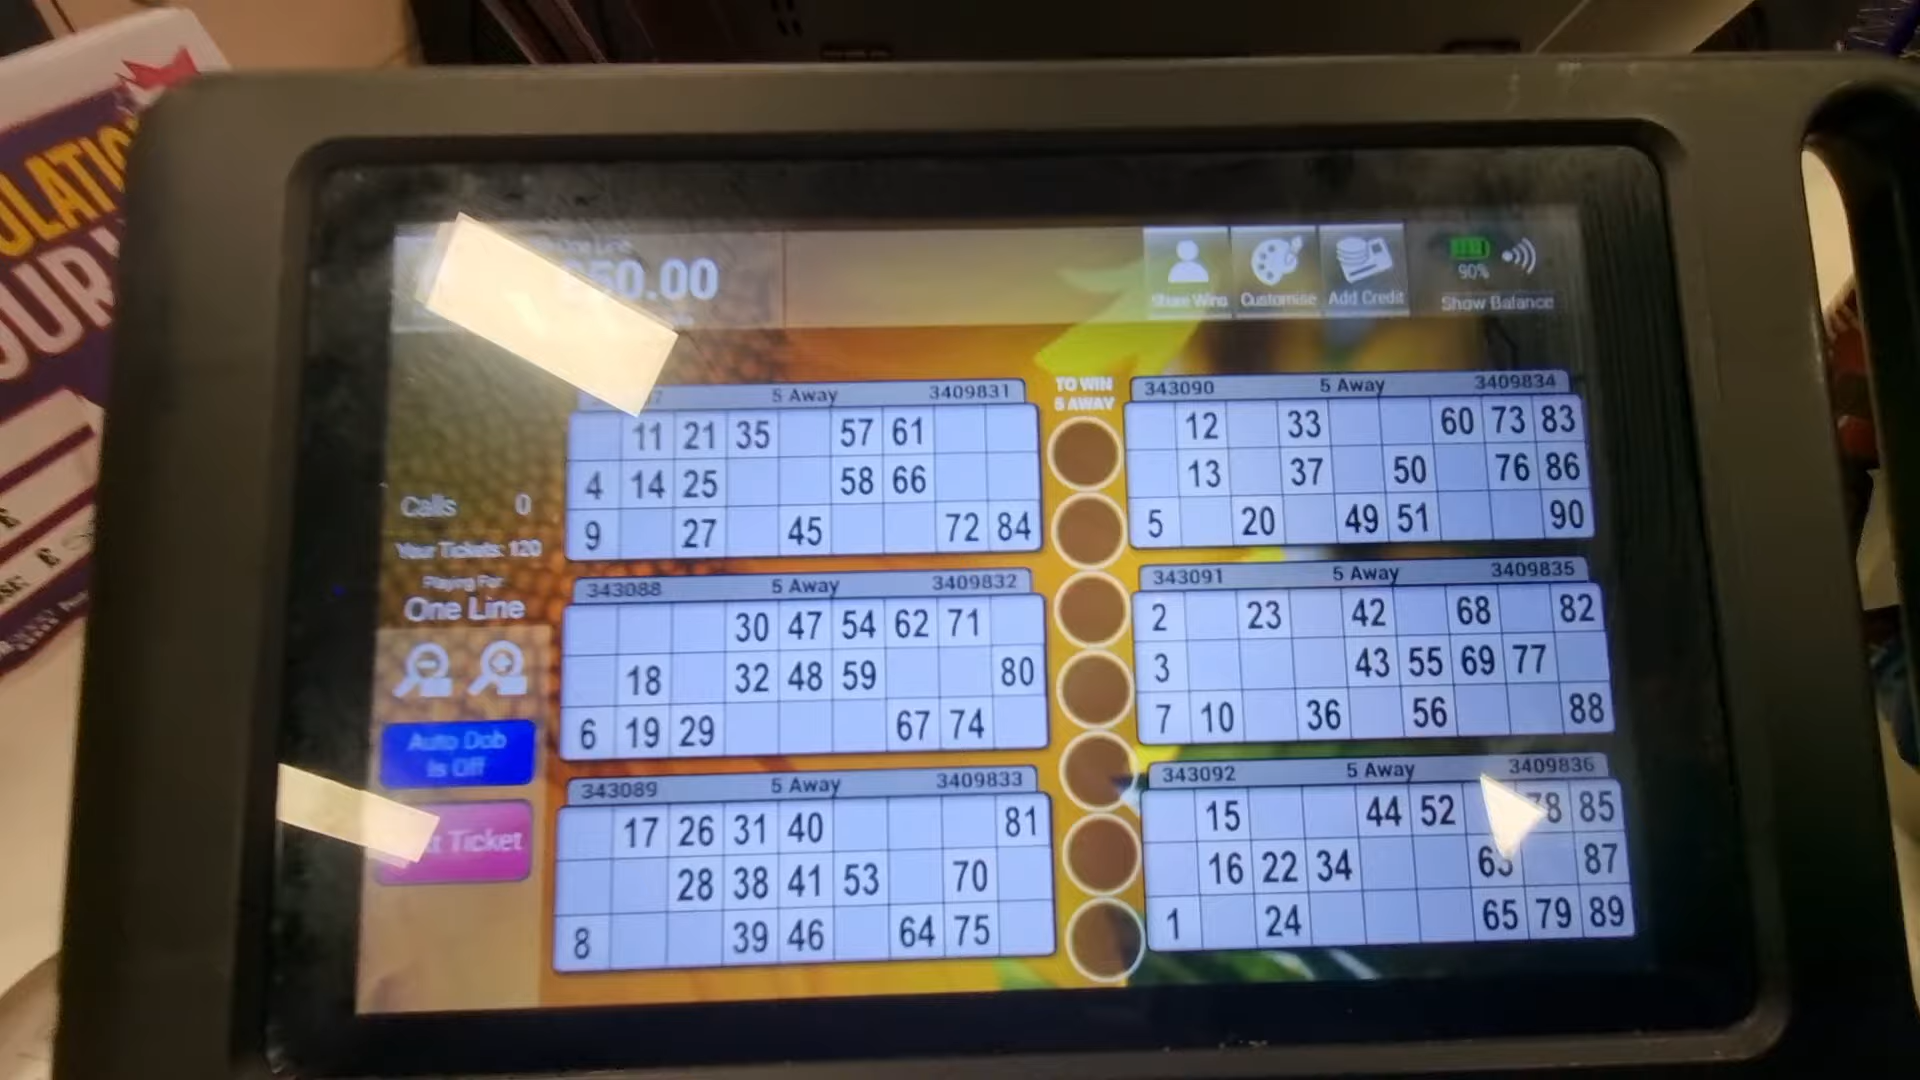 One Line
50.00
Share Wins
Customise
Add Credit
90%
Show Balance
Calls 0
Your Tickets: 120
Playing For
One Line
Auto Dob
Is Off
Ticket
5 Away 3409831
11 21 35 57 61
4 14 25 58 66
9 27 45 72 84
343088 5 Away 3409832
30 47 54 62 71
18 32 48 59 80
6 19 29 67 74
343089 5 Away 3409833
17 26 31 40 81
28 38 41 53 70
8 39 46 64 75
TO WIN
5 AWAY
343090 5 Away 3409834
12 33 60 73 83
13 37 50 76 86
5 20 49 51 90
343091 5 Away 3409835
2 23 42 68 82
3 43 55 69 77
7 10 36 56 88
343092 5 Away 3409836
15 44 52 78 85
16 22 34 63 87
1 24 65 79 89